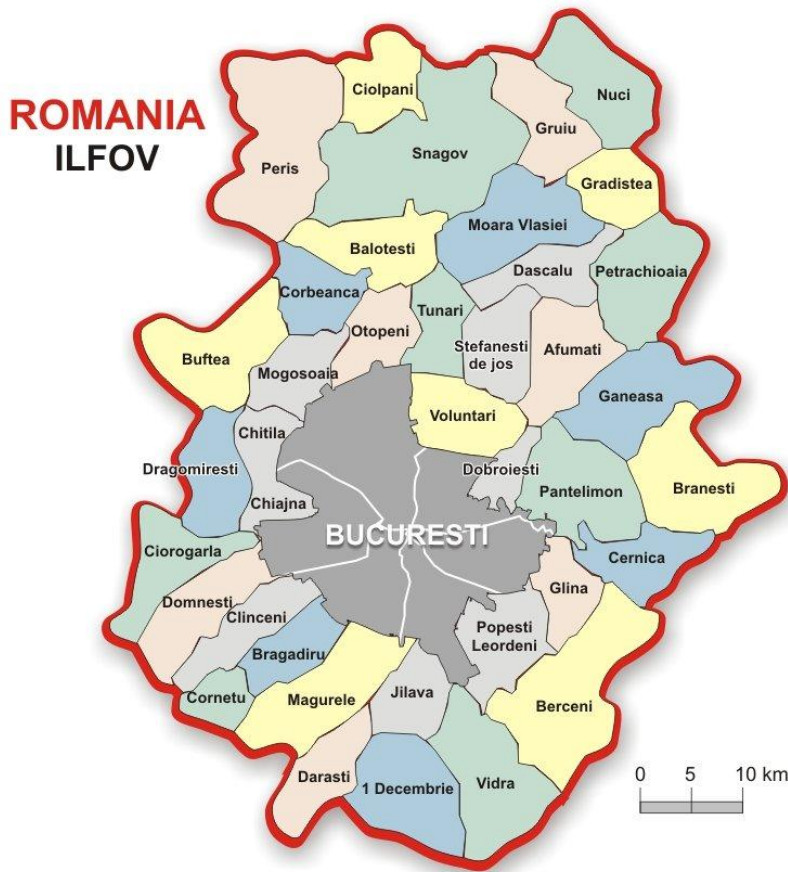 ROMANIA
ILFOV
Ciolpani
Nuci
Gruiu
Snagov
Peris
Gradistea
Moara Vlasiei
Balotesti
Dascalu
Petrachioaia
Corbeanca
Tunari
Otopeni
Stefanesti
de jos
Afumati
Buftea
Mogosoaia
Ganeasa
Voluntari
Chitila
Dragomiresti
Dobroiesti
Pantelimon
Branesti
Chiajna
BUCURESTI
Ciorogarla
Cernica
Glina
Domnesti
Clinceni
Popesti
Leordeni
Bragadiru
Cornetu
Magurele
Jilava
Berceni
Darasti
1 Decembrie
Vidra
0 5 10 km